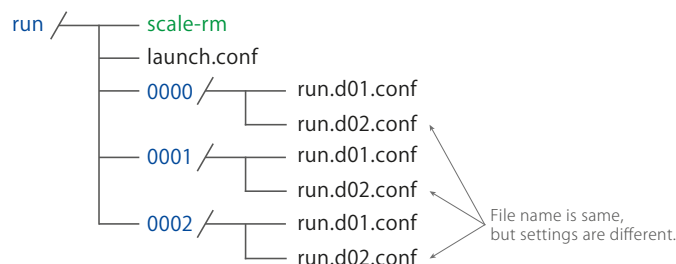 run
scale-rm
launch.conf
0000
run.d01.conf
run.d02.conf
0001
run.d01.conf
run.d02.conf
0002
run.d01.conf
run.d02.conf
File name is same,
but settings are different.